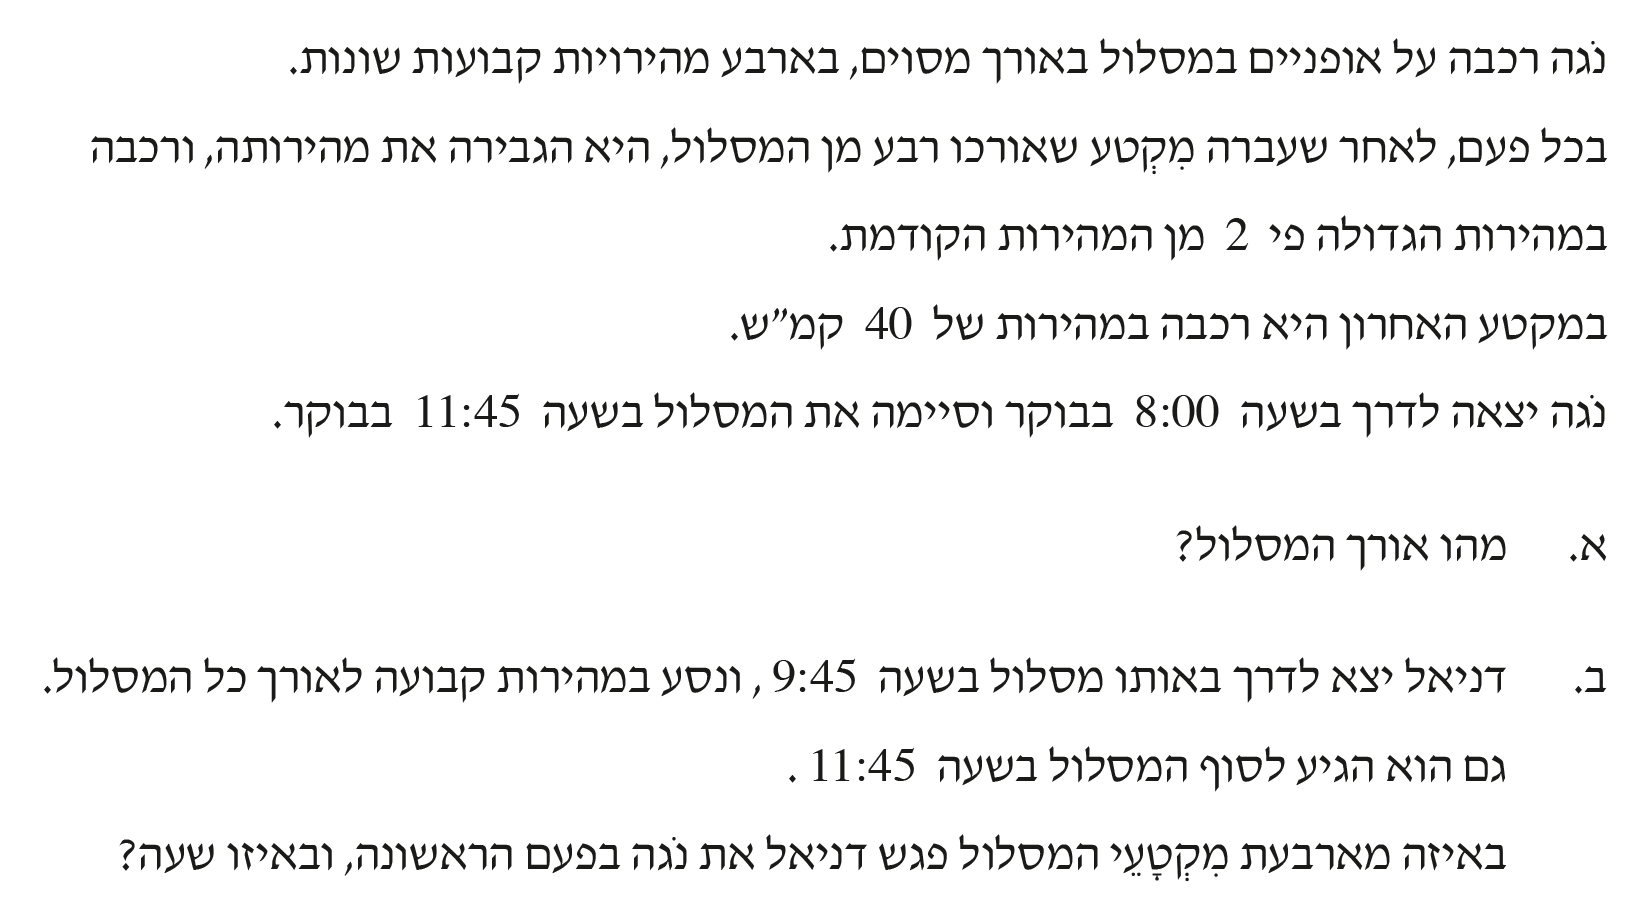 נֹגה רכבה על אופניים במסלול באורך מסוים, בארבע מהירויות קבועות שונות.
בכל פעם, לאחר שעברה מִקְטע שאורכו רבע מן המסלול, היא הגבירה את מהירותה, ורכבה
במהירות הגדולה פי 2 מן המהירות הקודמת.
במקטע האחרון היא רכבה במהירות של 40 קמ״ש.
נֹגה יצאה לדרך בשעה 8:00 בבוקר וסיימה את המסלול בשעה 11:45 בבוקר.
א. מהו אורך המסלול?
ב. דניאל יצא לדרך באותו מסלול בשעה 9:45 , ונסע במהירות קבועה לאורך כל המסלול.
גם הוא הגיע לסוף המסלול בשעה 11:45 .
באיזה מארבעת מִקְטָעֵי המסלול פגש דניאל את נֹגה בפעם הראשונה, ובאיזו שעה?